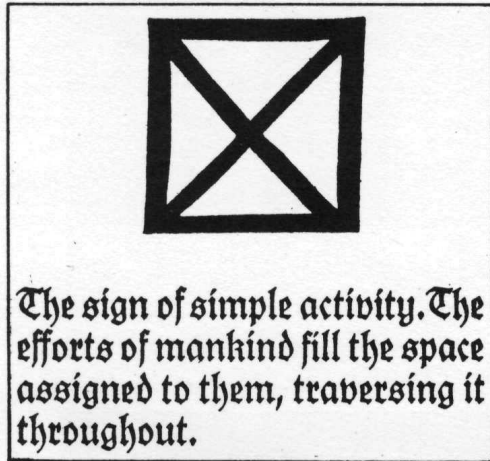 The sign of simple activity. The
efforts of mankind fill the space
assigned to them, traversing it
throughout.